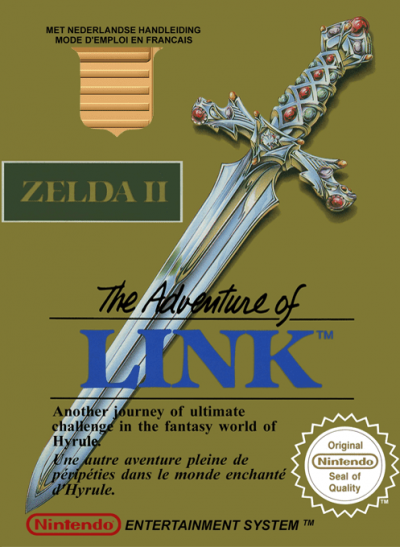 MET NEDERLANDSE HANDLEIDING
MODE D'EMPLOI EN FRANCAIS
ZELDA II
The Adventure of
LINK™
Another journey of ultimate
challenge in the fantasy world of
Hyrule.
Une autre aventure pleine de
péripéties dans le monde enchanté
d'Hyrule.
Original
Nintendo
Seal of
Quality
Nintendo ENTERTAINMENT SYSTEM™